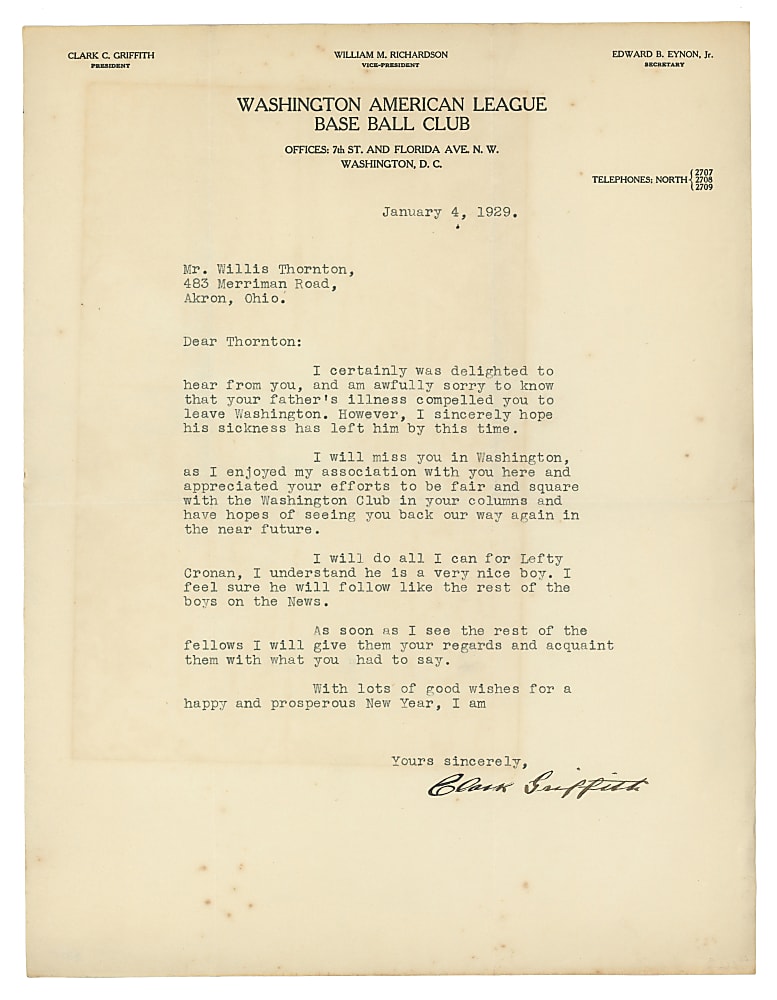 CLARK C. GRIFFITH
PRESIDENT
WILLIAM M. RICHARDSON
VICE-PRESIDENT
EDWARD B. EYNON, Jr.
SECRETARY
WASHINGTON AMERICAN LEAGUE
BASE BALL CLUB
OFFICES: 7th ST. AND FLORIDA AVE. N. W.
WASHINGTON, D. C.
TELEPHONES: NORTH { 2707
2708
2709
January 4, 1929.
Mr. Willis Thornton,
483 Merriman Road,
Akron, Ohio.
Dear Thornton:
I certainly was delighted to
hear from you, and am awfully sorry to know
that your father's illness compelled you to
leave Washington. However, I sincerely hope
his sickness has left him by this time.
I will miss you in Washington,
as I enjoyed my association with you here and
appreciated your efforts to be fair and square
with the Washington Club in your columns and
have hopes of seeing you back our way again in
the near future.
I will do all I can for Lefty
Cronan, I understand he is a very nice boy. I
feel sure he will follow like the rest of the
boys on the News.
As soon as I see the rest of the
fellows I will give them your regards and acquaint
them with what you had to say.
With lots of good wishes for a
happy and prosperous New Year, I am
Yours sincerely,
Clark Griffith